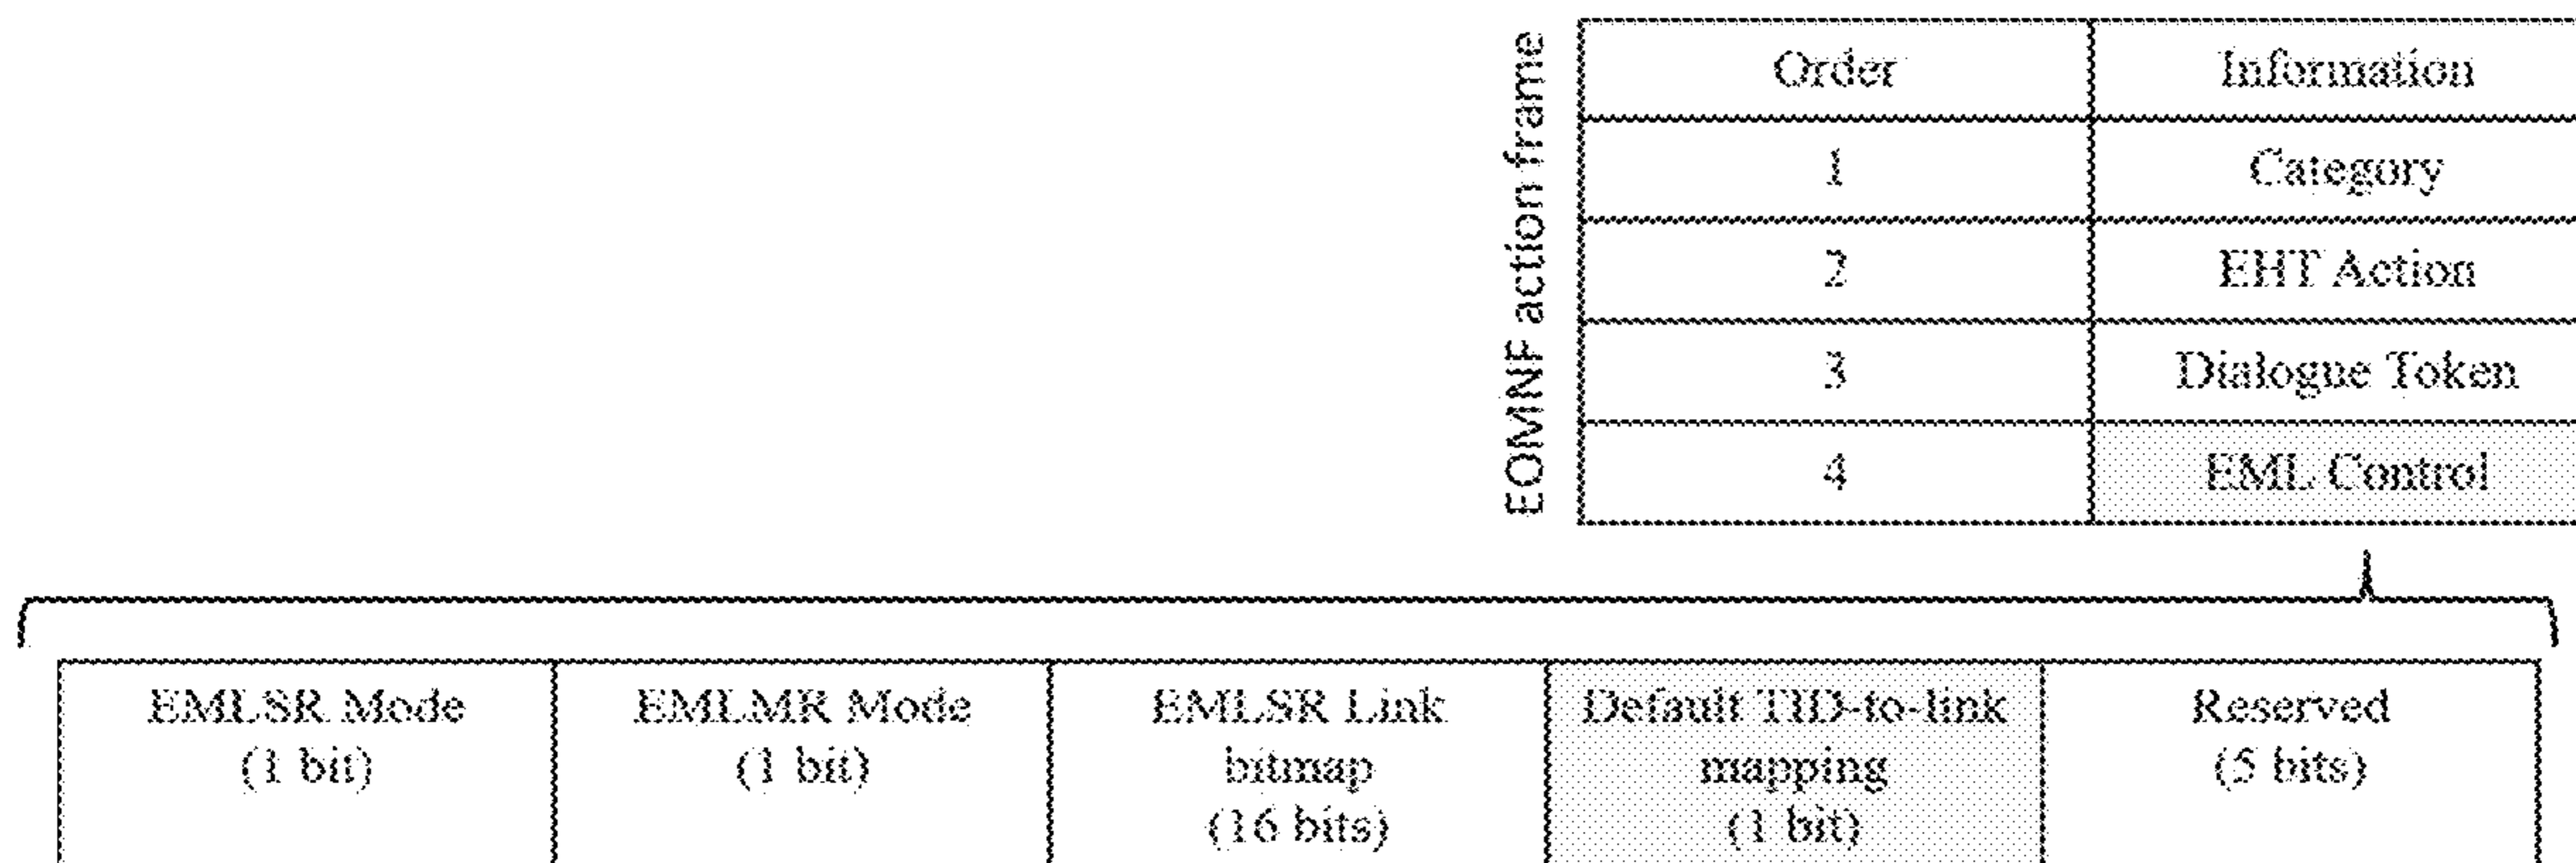 EOMNF action frame
Order Information
1 Category
2 EHT Action
3 Dialogue Token
4 EML Control
EMLSR Mode
(1 bit)
EMLMR Mode
(1 bit)
EMLSR Link
bitmap
(16 bits)
Default TID-to-link
mapping
(1 bit)
Reserved
(5 bits)